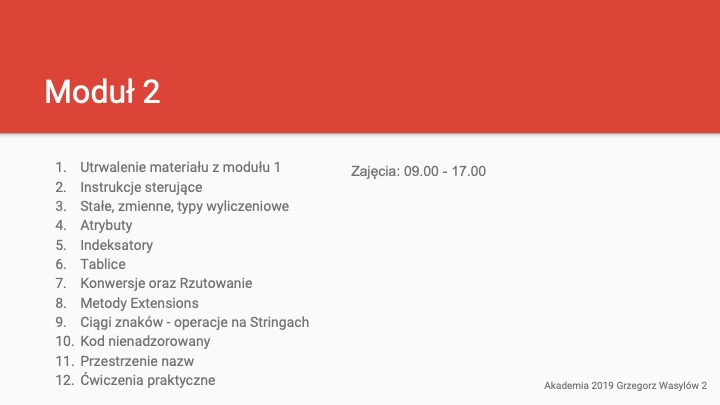 Moduł 2
1. Utrwalenie materiału z modułu 1
2. Instrukcje sterujące
3. Stałe, zmienne, typy wyliczeniowe
4. Atrybuty
5. Indeksatory
6. Tablice
7. Konwersje oraz Rzutowanie
8. Metody Extensions
9. Ciągi znaków - operacje na Stringach
10. Kod nienadzorowany
11. Przestrzenie nazw
12. Ćwiczenia praktyczne
Zajęcia: 09.00 - 17.00
Akademia 2019 Grzegorz Wasylów 2